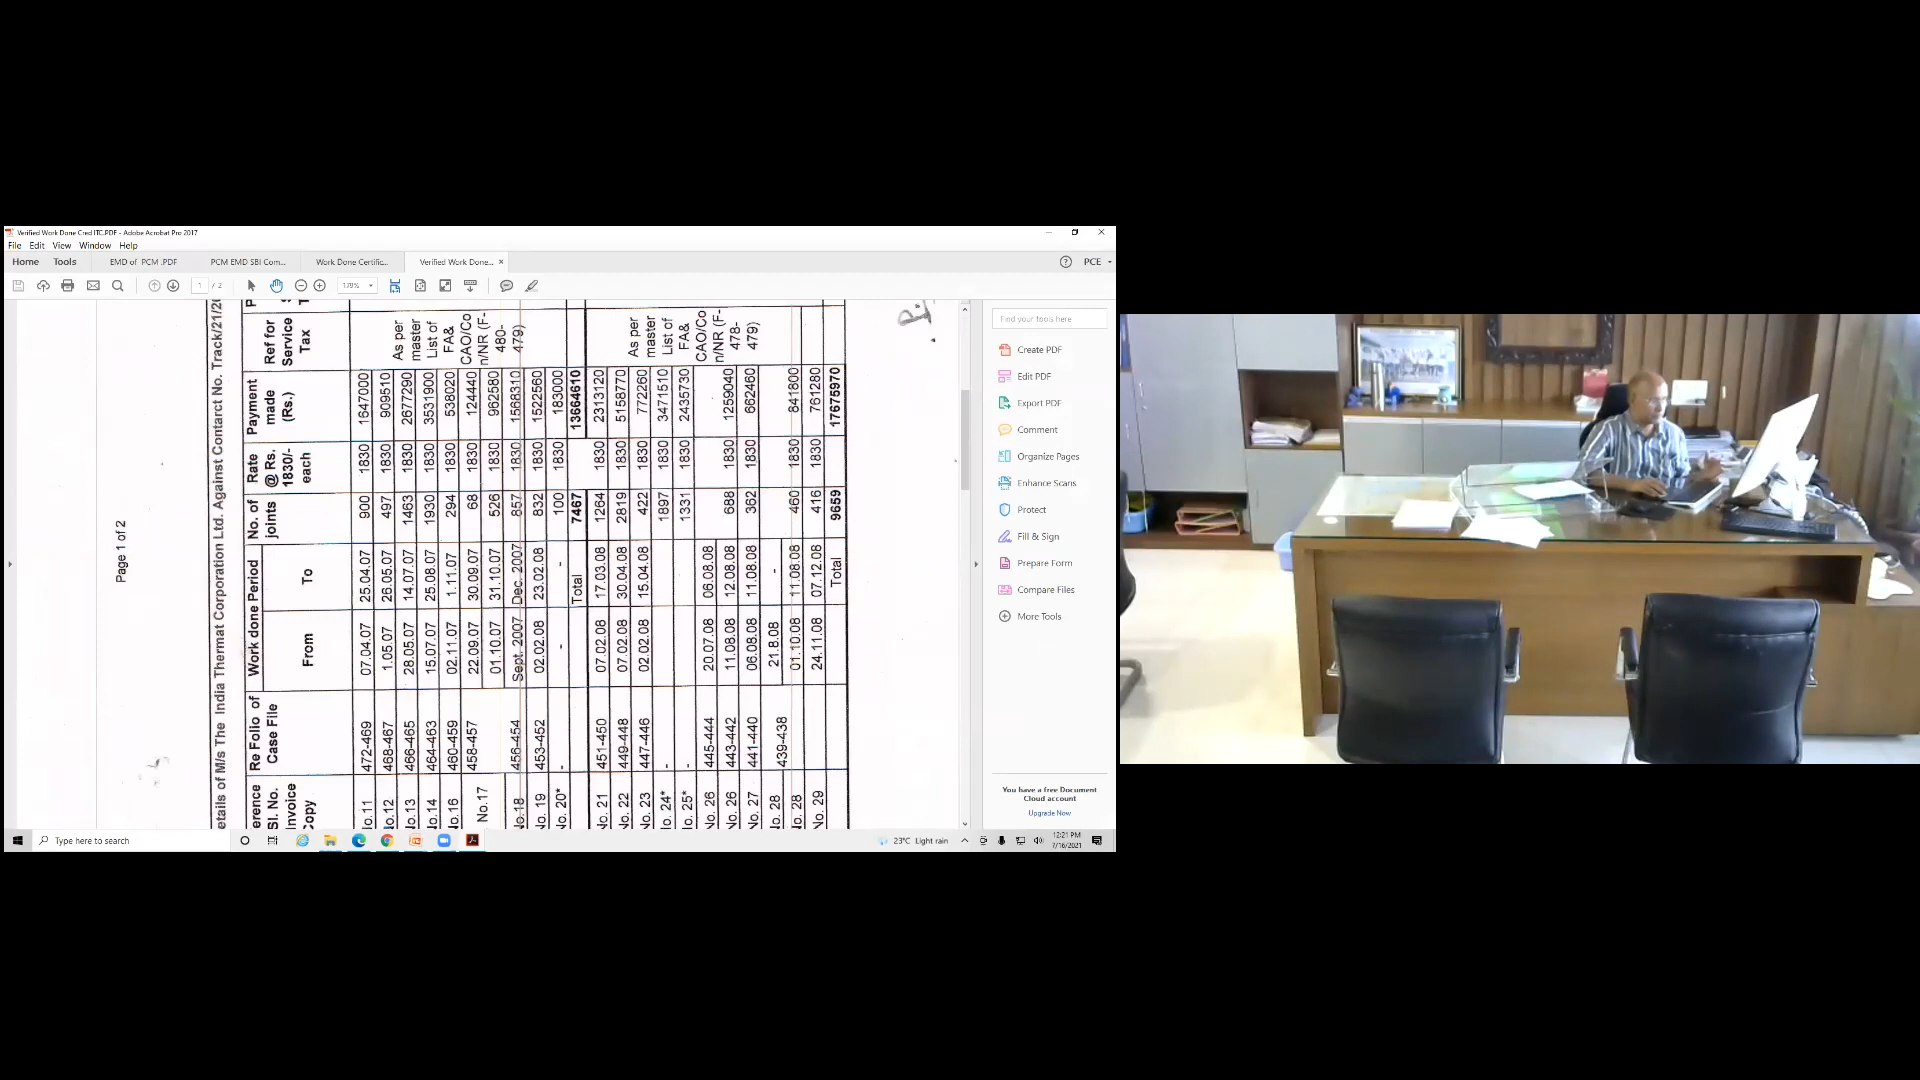 Verified Work Done Cred ITC.PDF - Adobe Acrobat Pro 2017
File Edit View Window Help
Home Tools EMD of PCM .PDF PCM EMD SBI Com... Work Done Certific... Verified Work Done... × PCE
1 / 2 179%
Page 1 of 2
etails of M/s The India Thermat Corporation Ltd. Against Contarct No. Track/21/20
erence Sl. No. Invoice Copy | Re Folio of Case File | Work done Period | No. of joints | Rate @ Rs. 1830/- each | Payment made (Rs.) | Ref for Service Tax
From | To
lo.11 472-469 07.04.07 25.04.07 900 1830 1647000
No.12 468-467 1.05.07 26.05.07 497 1830 909510
No.13 466-465 28.05.07 14.07.07 1463 1830 2677290
No.14 464-463 15.07.07 25.08.07 1930 1830 3531900
No.16 460-459 02.11.07 1.11.07 294 1830 538020
No.17 458-457 22.09.07 30.09.07 68 1830 124440
01.10.07 31.10.07 526 1830 962580
No.18 456-454 Sept. 2007 Dec. 2007 857 1830 1568310
No. 19 453-452 02.02.08 23.02.08 832 1830 1522560
No. 20* - - - 100 1830 183000
As per master List of FA& CAO/Co n/NR (F-480-479)
Total 7467 13664610
No. 21 451-450 07.02.08 17.03.08 1264 1830 2313120
No. 22 449-448 07.02.08 30.04.08 2819 1830 5158770
No. 23 447-446 02.02.08 15.04.08 422 1830 772260
No. 24* - 1897 1830 3471510
No. 25* - 1331 1830 2435730
No. 26 445-444 20.07.08 06.08.08
No. 26 443-442 11.08.08 12.08.08 688 1830 1259040
No. 27 441-440 06.08.08 11.08.08 362 1830 662460
No. 28 439-438 21.8.08 -
No. 28 01.10.08 11.08.08 460 1830 841800
No. 29 24.11.08 07.12.08 416 1830 761280
As per master List of FA& CAO/Co n/NR (F-478-479)
Total 9659 17675970
Find your tools here
Create PDF
Edit PDF
Export PDF
Comment
Organize Pages
Enhance Scans
Protect
Fill & Sign
Prepare Form
Compare Files
More Tools
You have a free Document
Cloud account
Upgrade Now
Type here to search
23°C Light rain
12:21 PM
7/16/2021